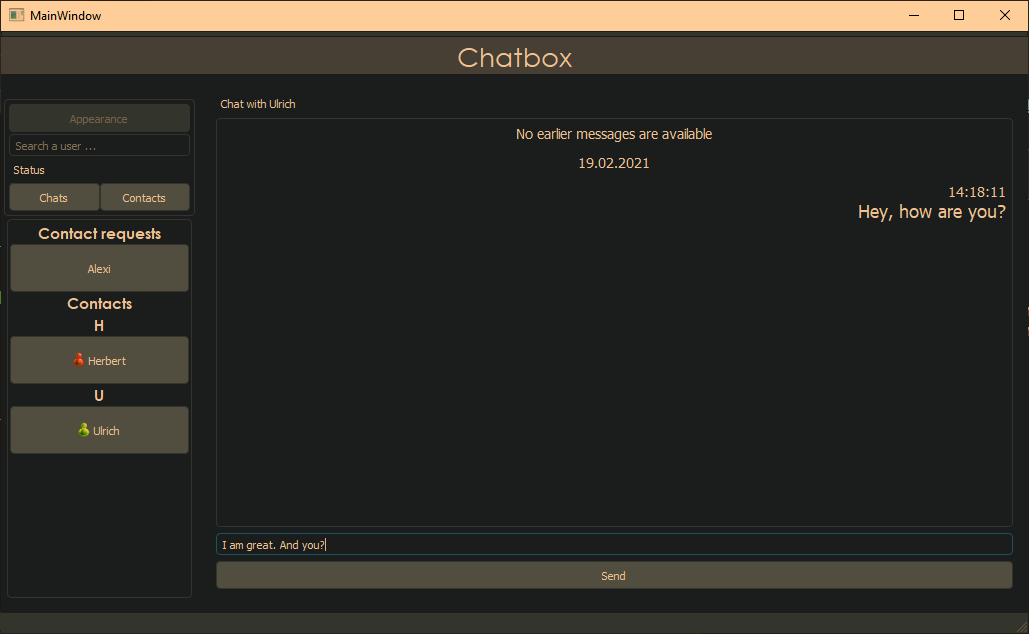 MainWindow
Chatbox
Appearance
Search a user ...
Status
Chats Contacts
Contact requests
Alexi
Contacts
H
Herbert
U
Ulrich
Chat with Ulrich
No earlier messages are available
19.02.2021
14:18:11
Hey, how are you?
I am great. And you?
Send